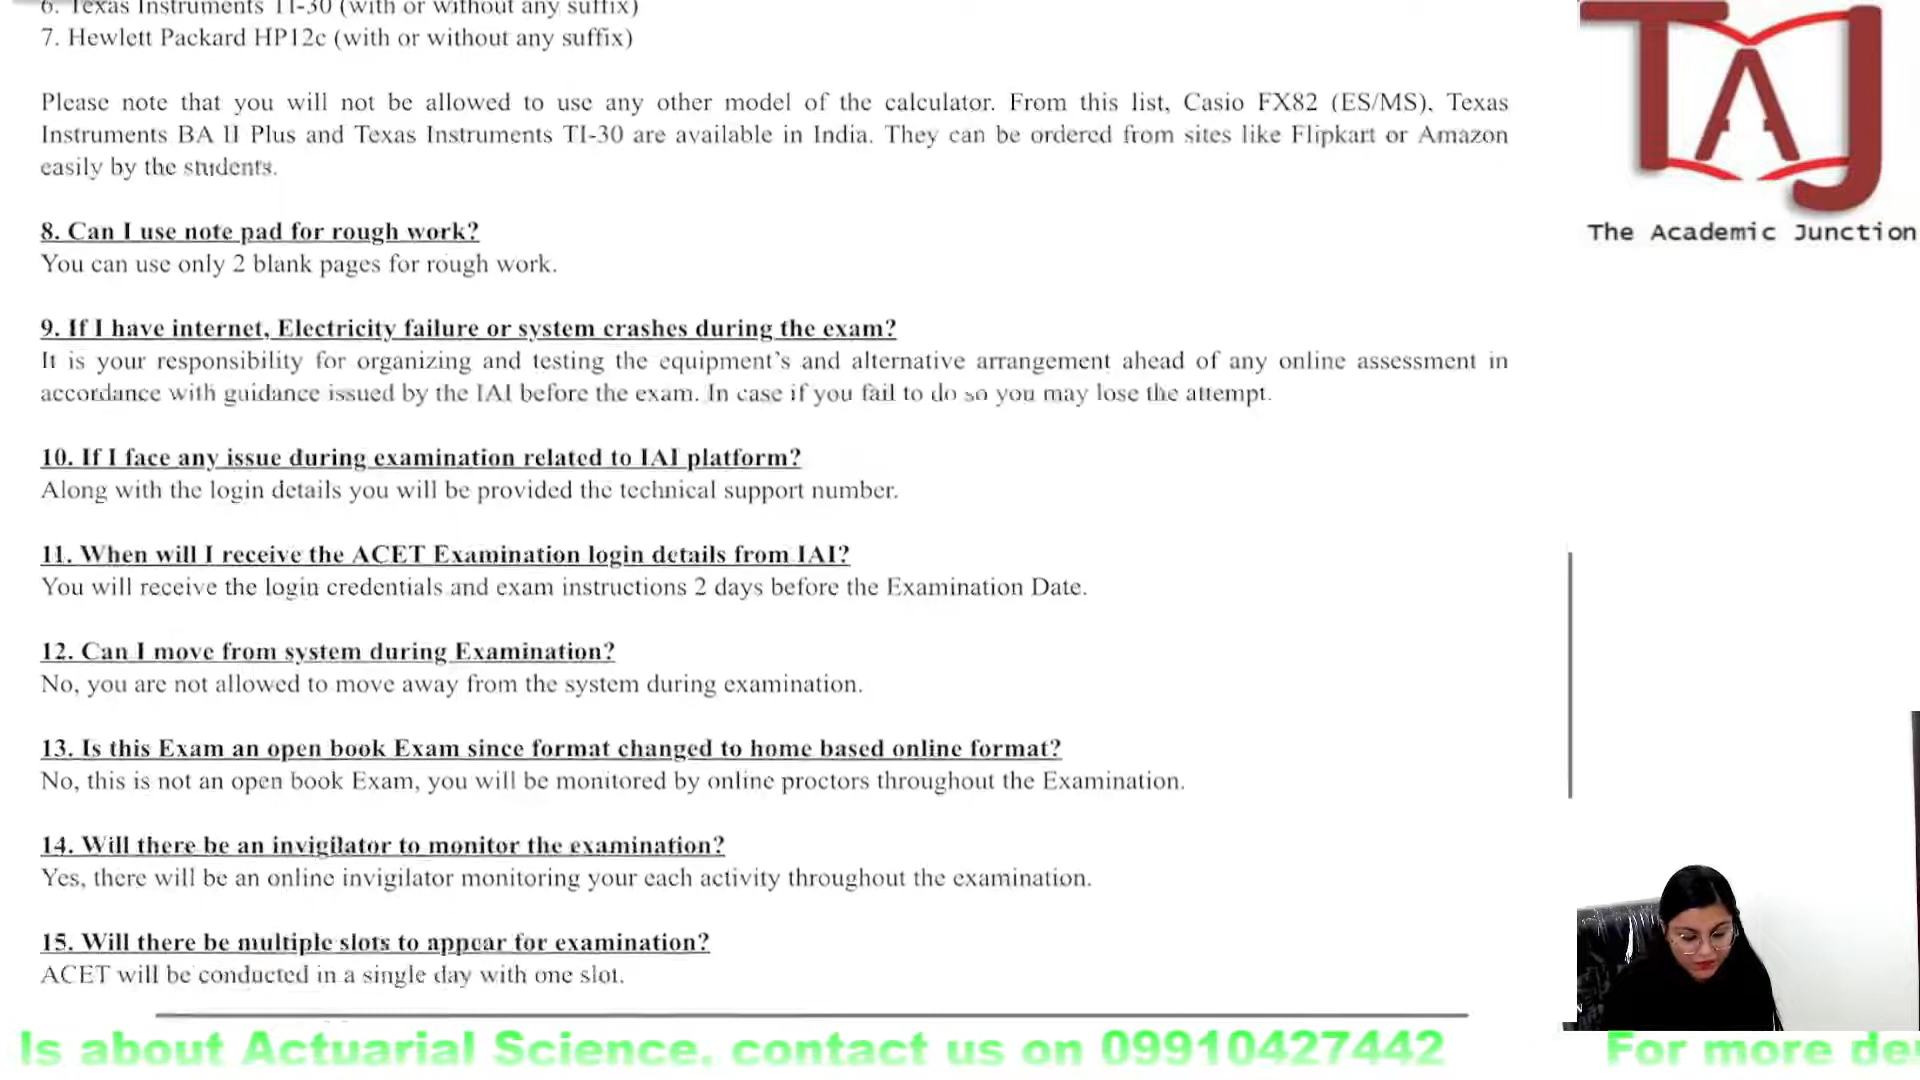 6. Texas Instruments TI-30 (with or without any suffix)
7. Hewlett Packard HP12c (with or without any suffix)
Please note that you will not be allowed to use any other model of the calculator. From this list, Casio FX82 (ES/MS), Texas
Instruments BA II Plus and Texas Instruments TI-30 are available in India. They can be ordered from sites like Flipkart or Amazon
easily by the students.
8. Can I use note pad for rough work?
You can use only 2 blank pages for rough work.
9. If I have internet, Electricity failure or system crashes during the exam?
It is your responsibility for organizing and testing the equipment's and alternative arrangement ahead of any online assessment in
accordance with guidance issued by the IAI before the exam. In case if you fail to do so you may lose the attempt.
10. If I face any issue during examination related to IAI platform?
Along with the login details you will be provided the technical support number.
11. When will I receive the ACET Examination login details from IAI?
You will receive the login credentials and exam instructions 2 days before the Examination Date.
12. Can I move from system during Examination?
No, you are not allowed to move away from the system during examination.
13. Is this Exam an open book Exam since format changed to home based online format?
No, this is not an open book Exam, you will be monitored by online proctors throughout the Examination.
14. Will there be an invigilator to monitor the examination?
Yes, there will be an online invigilator monitoring your each activity throughout the examination.
15. Will there be multiple slots to appear for examination?
ACET will be conducted in a single day with one slot.
TAJ
The Academic Junction
ls about Actuarial Science, contact us on 09910427442
For more de